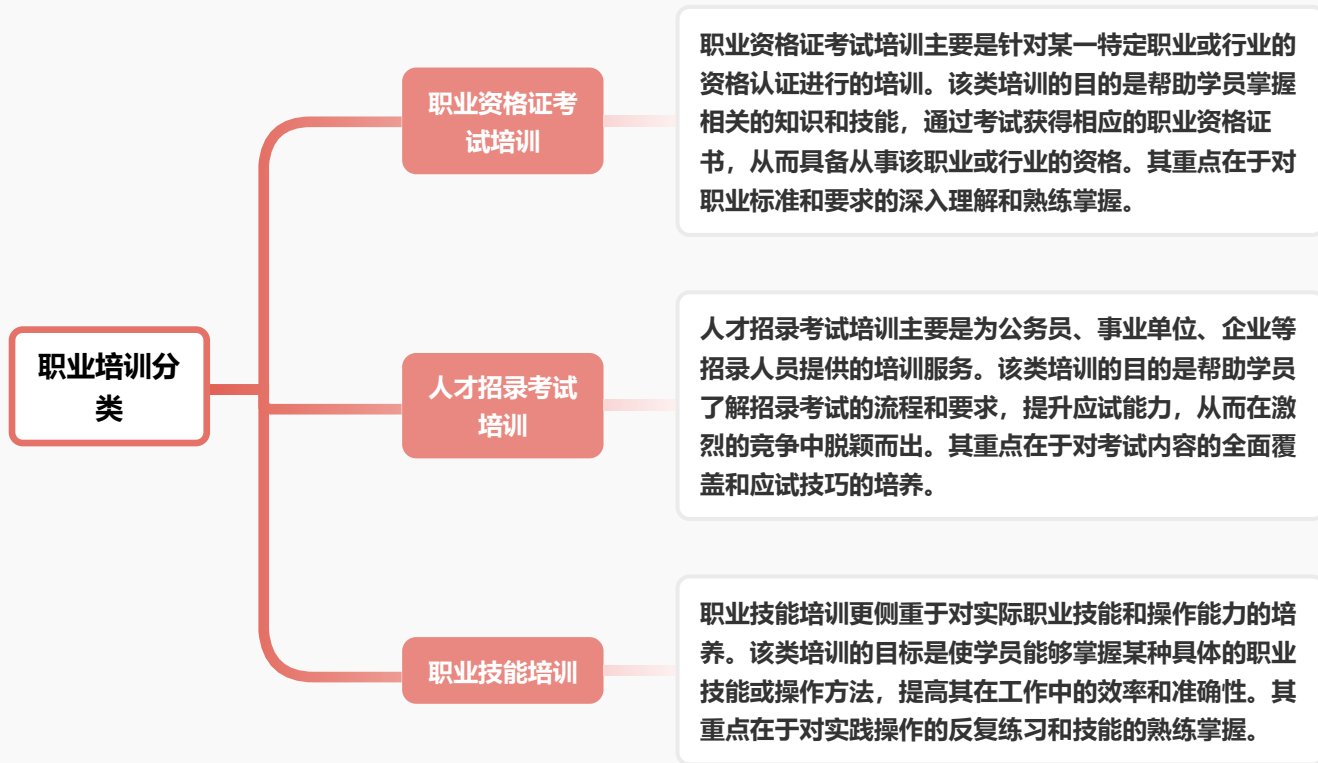 职业培训分
类
职业资格证考
试培训
职业资格证考试培训主要是针对某一特定职业或行业的
资格认证进行的培训。该类培训的目的是帮助学员掌握
相关的知识和技能，通过考试获得相应的职业资格证
书，从而具备从事该职业或行业的资格。其重点在于对
职业标准和要求的深入理解和熟练掌握。
人才招录考试
培训
人才招录考试培训主要是为公务员、事业单位、企业等
招录人员提供的培训服务。该类培训的目的是帮助学员
了解招录考试的流程和要求，提升应试能力，从而在激
烈的竞争中脱颖而出。其重点在于对考试内容的全面覆
盖和应试技巧的培养。
职业技能培训
职业技能培训更侧重于对实际职业技能和操作能力的培
养。该类培训的目标是使学员能够掌握某种具体的职业
技能或操作方法，提高其在工作中的效率和准确性。其
重点在于对实践操作的反复练习和技能的熟练掌握。